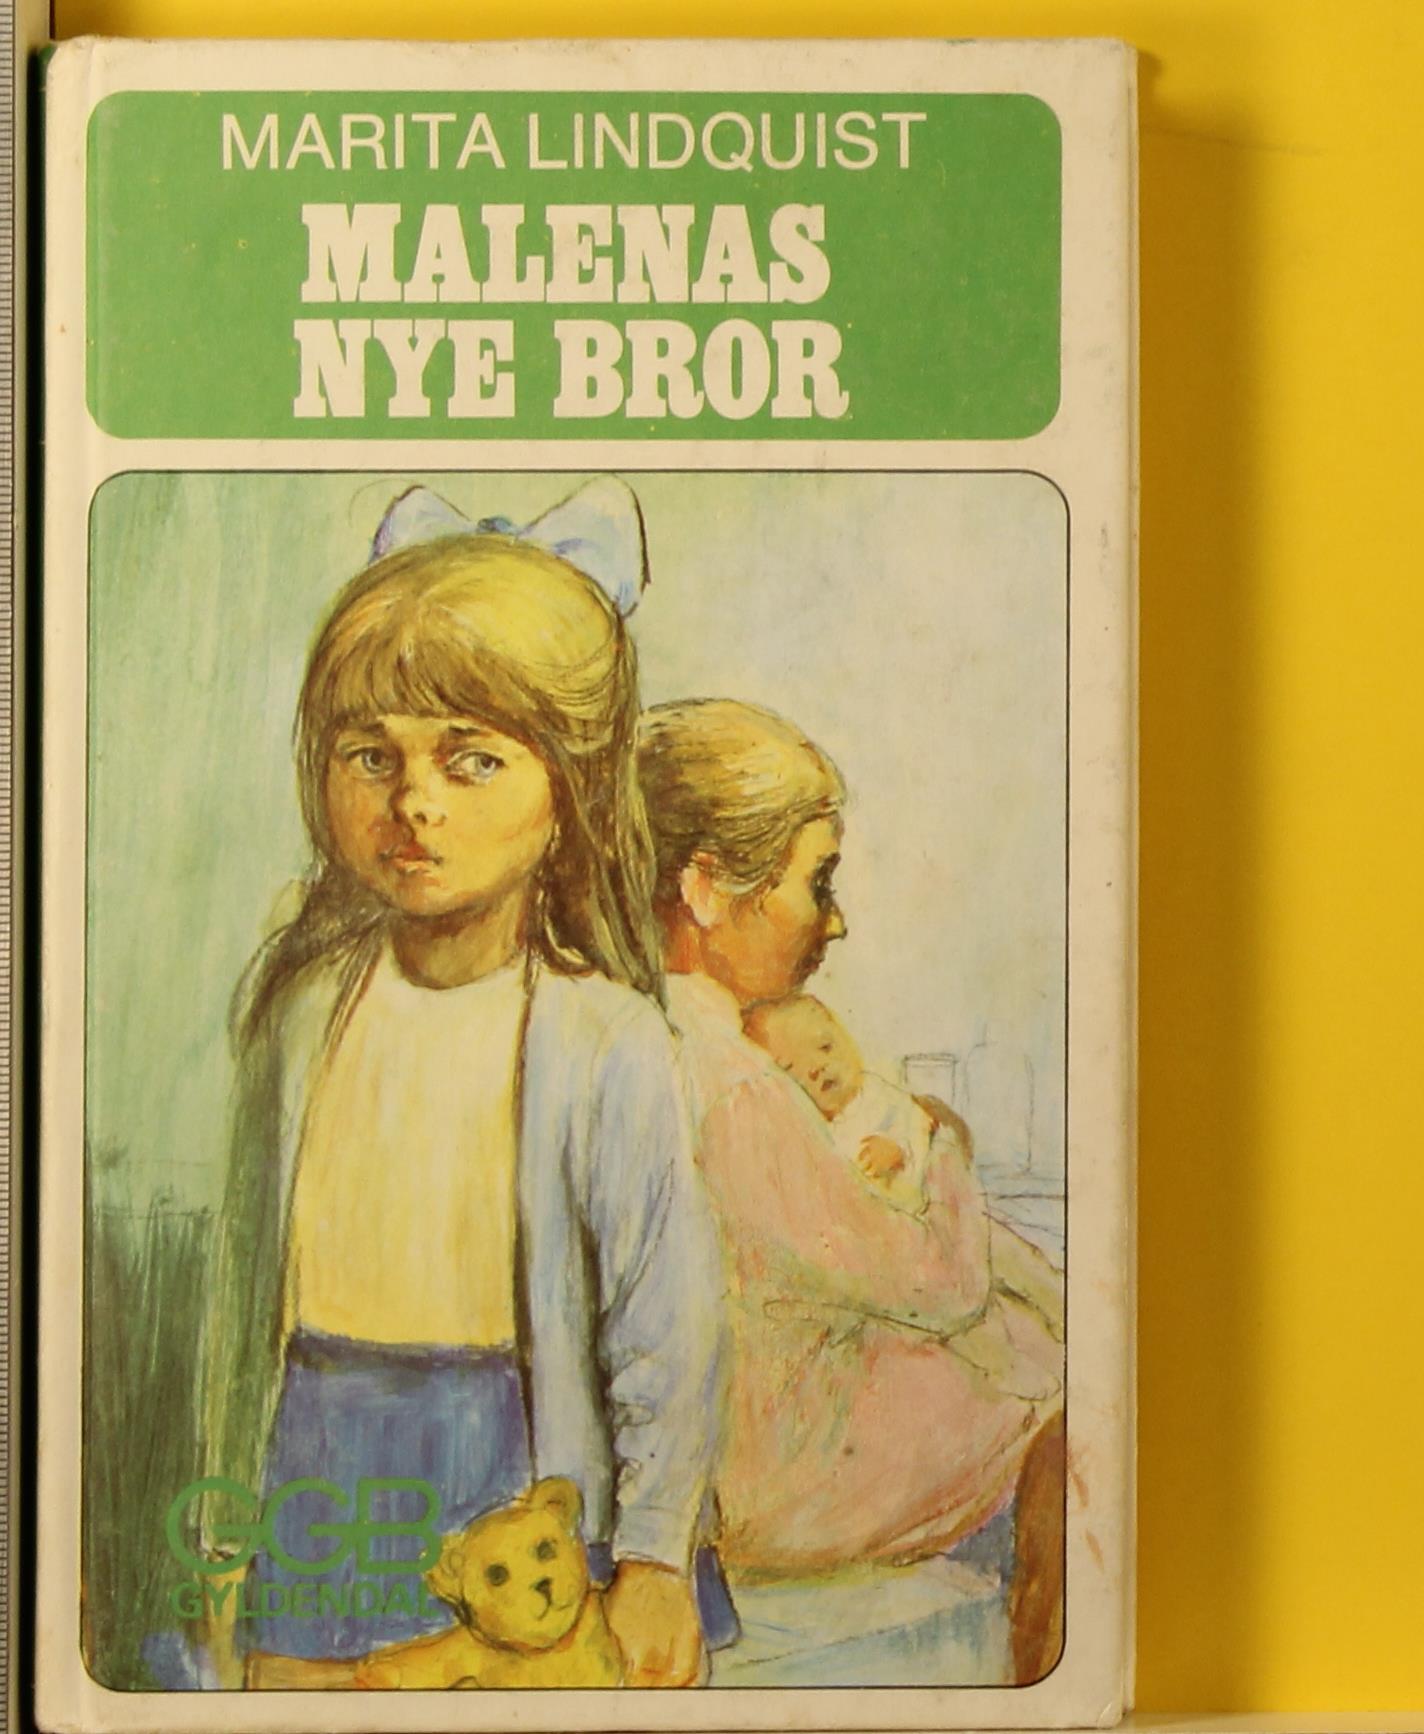 MARITA LINDQUIST
MALENAS
NYE BROR
GGB
GYLDENDAL